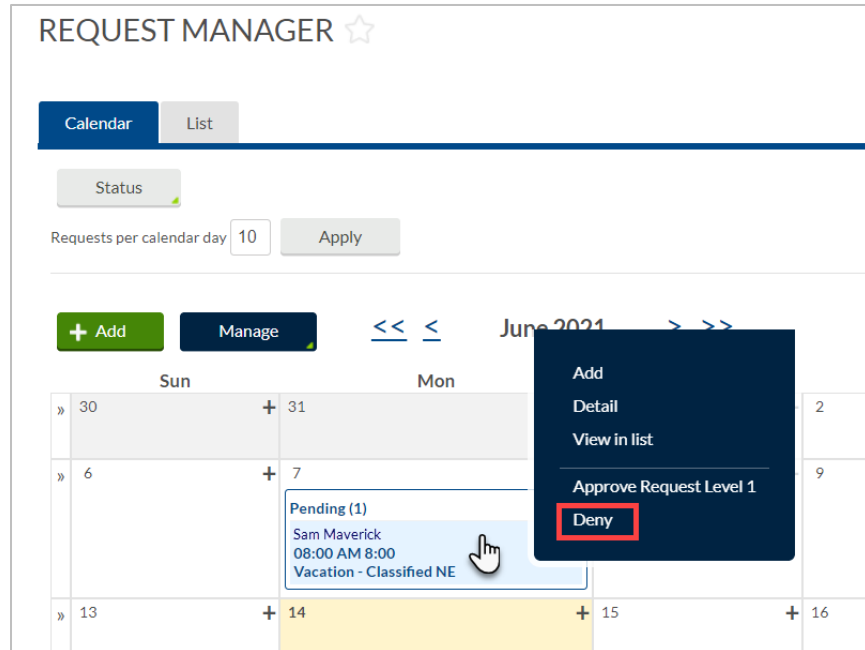 REQUEST MANAGER
Calendar List
Status
Requests per calendar day 10 Apply
+ Add Manage << < June 2021 > >>
Sun Mon
» 30 + 31 2
» 6 + 7 9
Pending (1)
Sam Maverick
08:00 AM 8:00
Vacation - Classified NE
» 13 + 14 + 15 + 16
Add
Detail
View in list
Approve Request Level 1
Deny